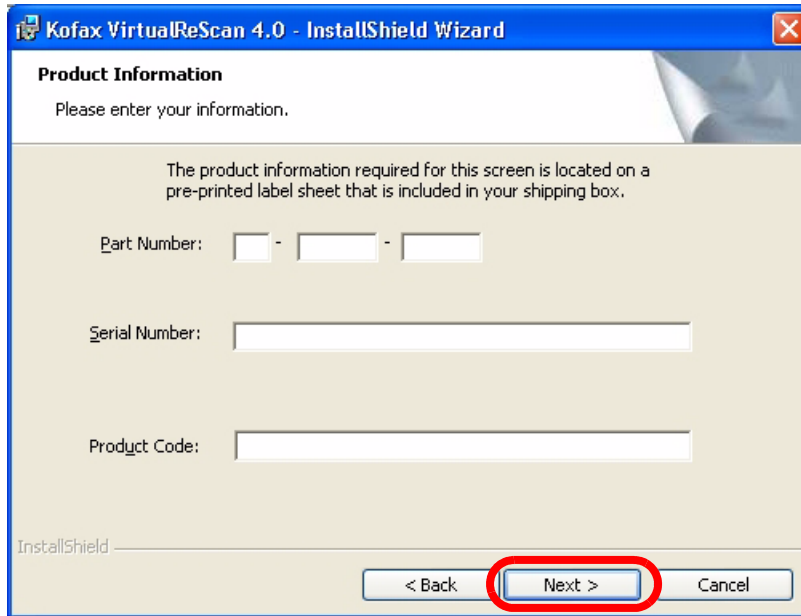 Kofax VirtualReScan 4.0 - InstallShield Wizard
Product Information
Please enter your information.
The product information required for this screen is located on a
pre-printed label sheet that is included in your shipping box.
Part Number: - -
Serial Number:
Product Code:
InstallShield
< Back Next > Cancel